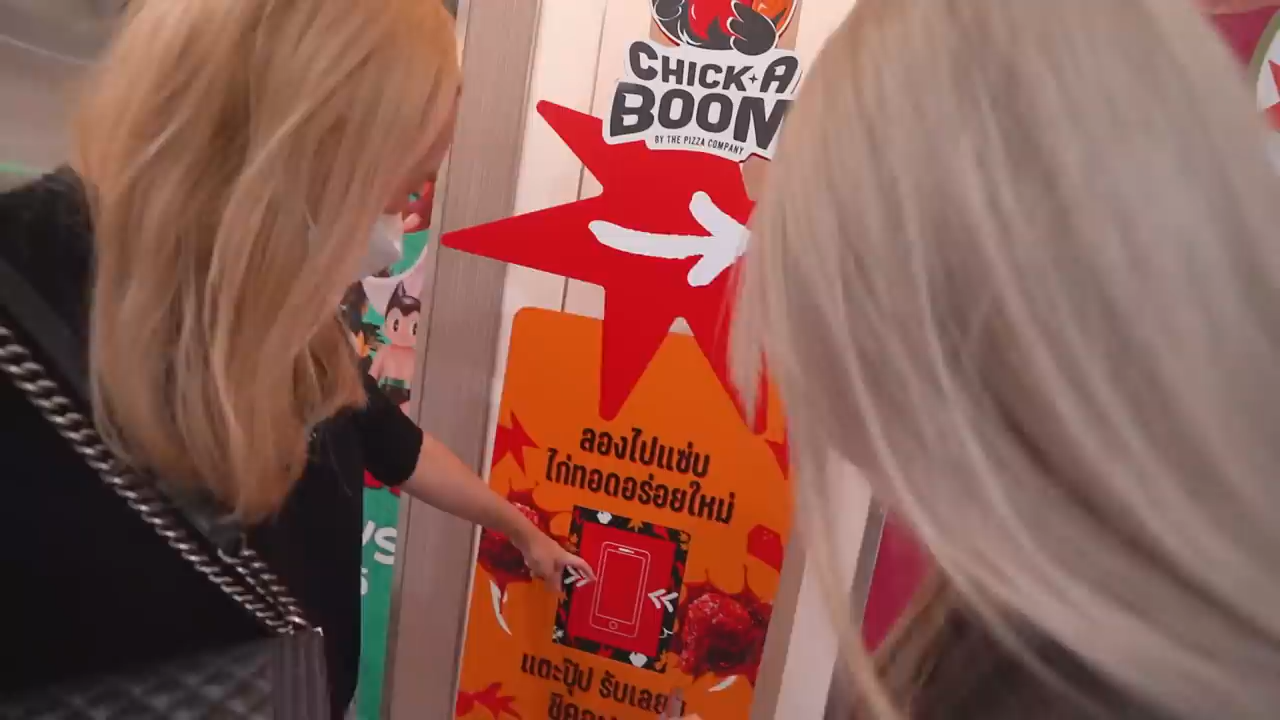 CHICK-A
BOOM
BY THE PIZZA COMPANY
ลองไปแซ่บ
ไก่ทอดอร่อยใหม่
แตะปุ๊ป รับเลย